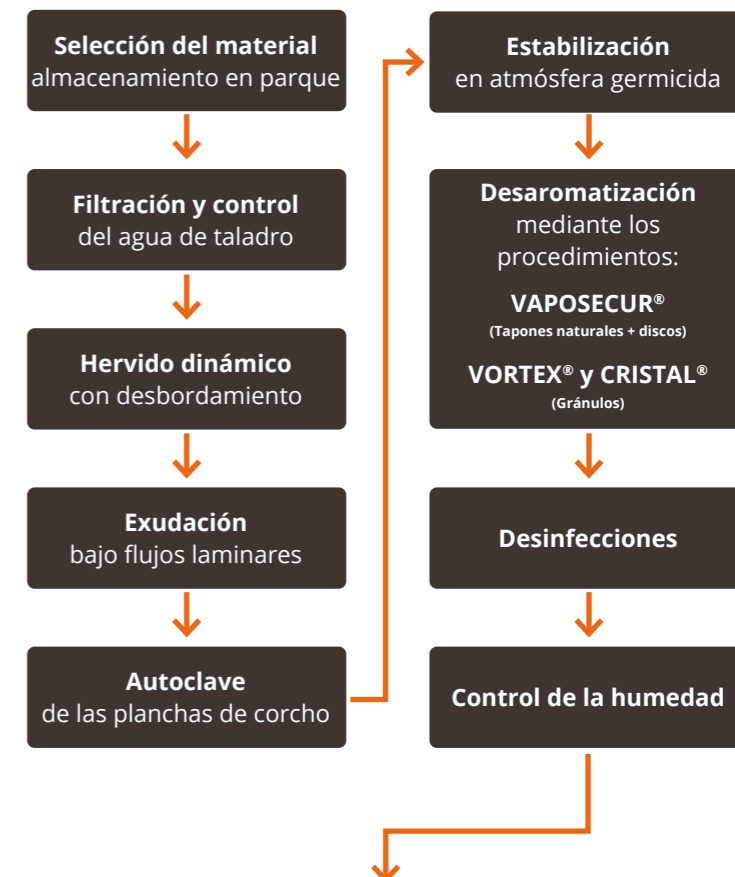 Selección del material
almacenamiento en parque
Filtración y control
del agua de taladro
Hervido dinámico
con desbordamiento
Exudación
bajo flujos laminares
Autoclave
de las planchas de corcho
Estabilización
en atmósfera germicida
Desaromatización
mediante los
procedimientos:
VAPOSECUR®
(Tapones naturales + discos)
VORTEX® y CRISTAL®
(Gránulos)
Desinfecciones
Control de la humedad